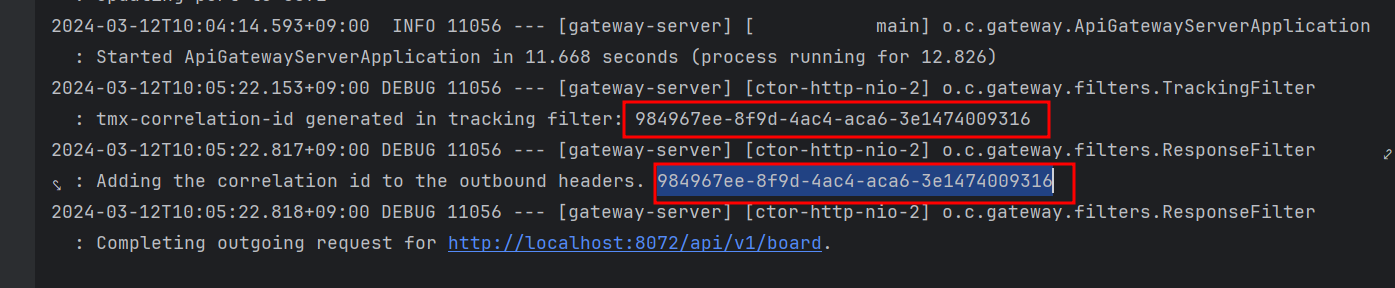 2024-03-12T10:04:14.593+09:00  INFO 11056 --- [gateway-server] [           main] o.c.gateway.ApiGatewayServerApplication
: Started ApiGatewayServerApplication in 11.668 seconds (process running for 12.826)
2024-03-12T10:05:22.153+09:00 DEBUG 11056 --- [gateway-server] [ctor-http-nio-2] o.c.gateway.filters.TrackingFilter
: tmx-correlation-id generated in tracking filter: 984967ee-8f9d-4ac4-aca6-3e1474009316
2024-03-12T10:05:22.817+09:00 DEBUG 11056 --- [gateway-server] [ctor-http-nio-2] o.c.gateway.filters.ResponseFilter
: Adding the correlation id to the outbound headers. 984967ee-8f9d-4ac4-aca6-3e1474009316
2024-03-12T10:05:22.818+09:00 DEBUG 11056 --- [gateway-server] [ctor-http-nio-2] o.c.gateway.filters.ResponseFilter
: Completing outgoing request for http://localhost:8072/api/v1/board.